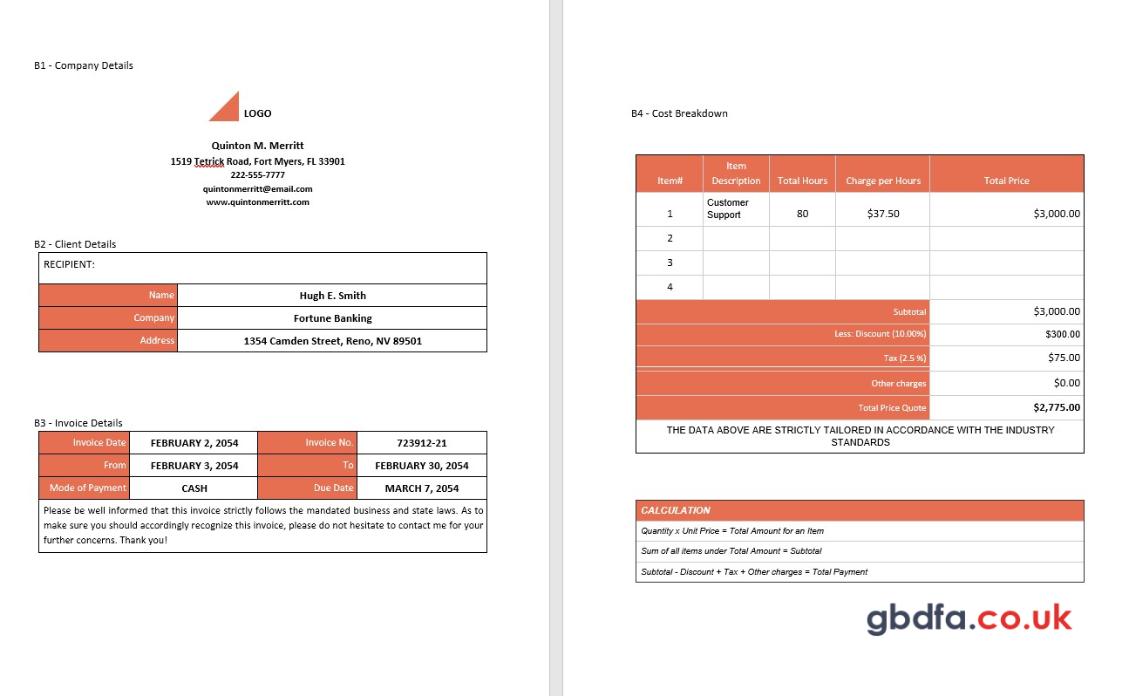 B1 - Company Details
LOGO
Quinton M. Merritt
1519 Tetrick Road, Fort Myers, FL 33901
222-555-7777
quintonmerritt@email.com
www.quintonmerritt.com
B2 - Client Details
RECIPIENT:
Name Hugh E. Smith
Company Fortune Banking
Address 1354 Camden Street, Reno, NV 89501
B3 - Invoice Details
Invoice Date FEBRUARY 2, 2054 Invoice No. 723912-21
From FEBRUARY 3, 2054 To FEBRUARY 30, 2054
Mode of Payment CASH Due Date MARCH 7, 2054
Please be well informed that this invoice strictly follows the mandated business and state laws. As to
make sure you should accordingly recognize this invoice, please do not hesitate to contact me for your
further concerns. Thank you!
B4 - Cost Breakdown
Item# Item Description Total Hours Charge per Hours Total Price
1 Customer Support 80 $37.50 $3,000.00
2
3
4
Subtotal $3,000.00
Less: Discount (10.00%) $300.00
Tax (2.5 %) $75.00
Other charges $0.00
Total Price Quote $2,775.00
THE DATA ABOVE ARE STRICTLY TAILORED IN ACCORDANCE WITH THE INDUSTRY
STANDARDS
CALCULATION
Quantity x Unit Price = Total Amount for an Item
Sum of all items under Total Amount = Subtotal
Subtotal - Discount + Tax + Other charges = Total Payment
gbdfa.co.uk